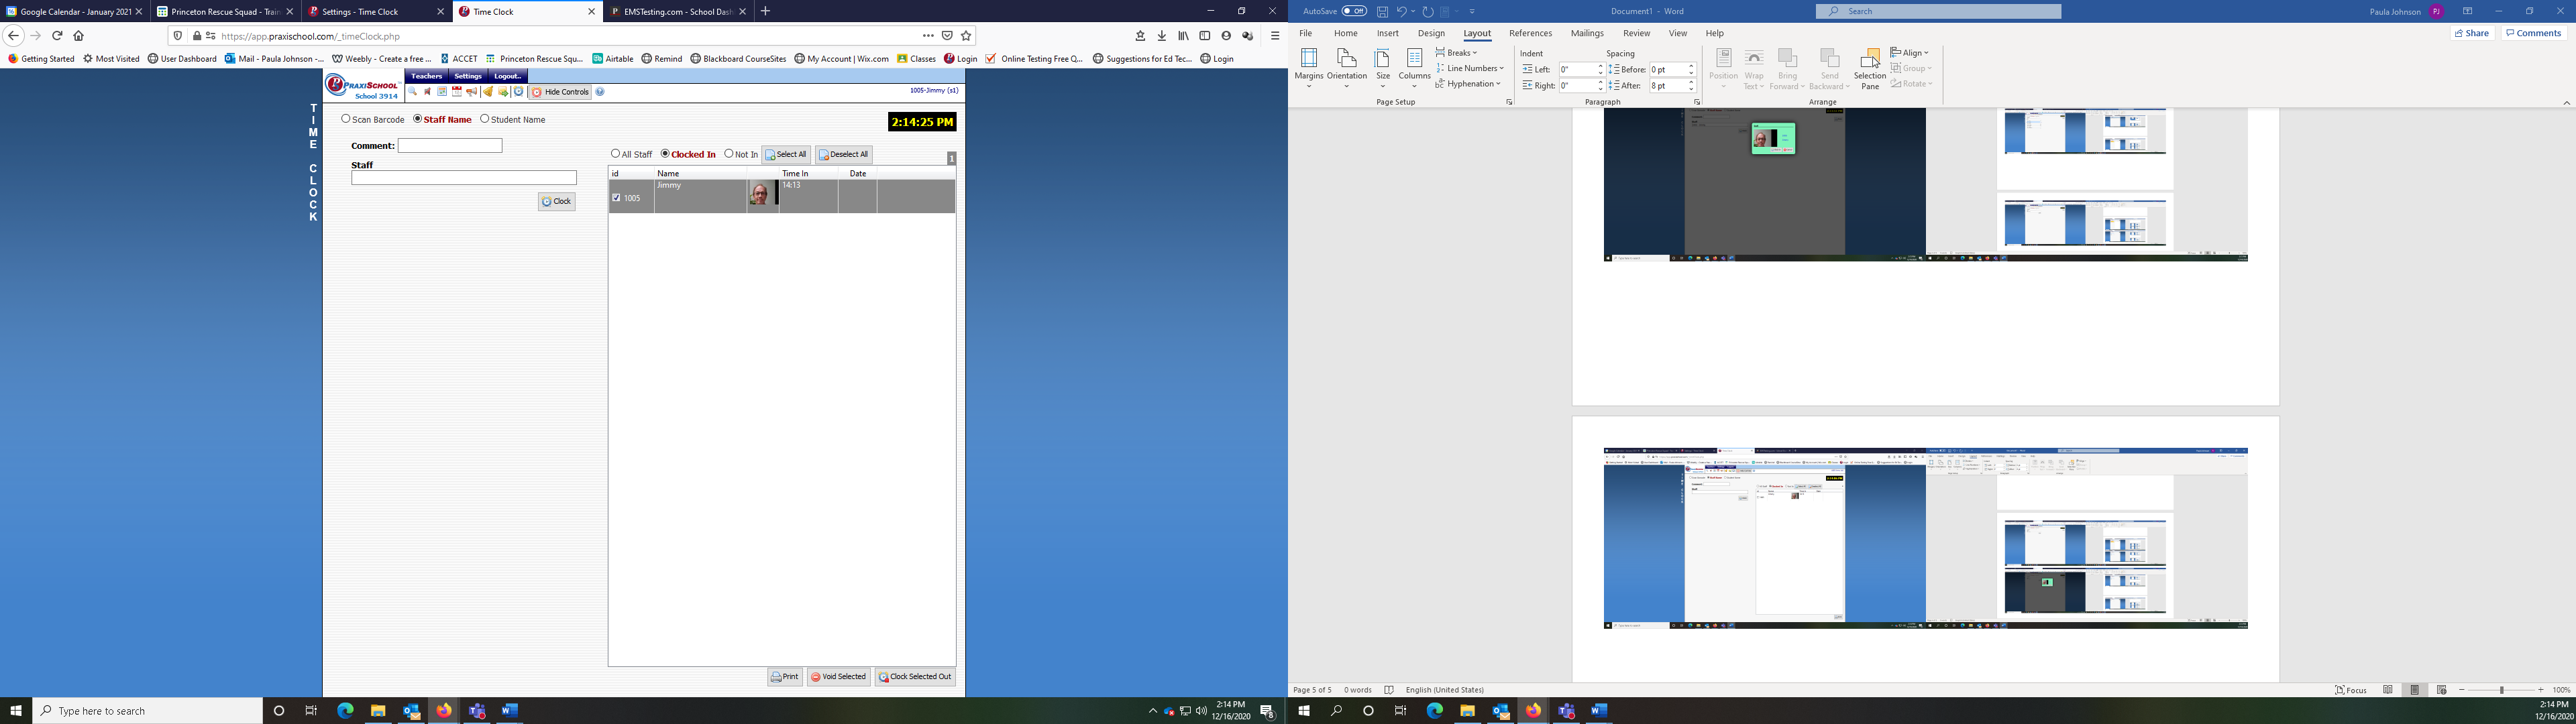 Google Calendar - January 2021
Princeton Rescue Squad - Train
Settings - Time Clock
Time Clock
EMSTesting.com - School Dash
https://app.praxischool.com/_timeClock.php
Getting Started
Most Visited
User Dashboard
Mail - Paula Johnson -...
Weebly - Create a free ...
ACCET
Princeton Rescue Squ...
Airtable
Remind
Blackboard CourseSites
My Account | Wix.com
Classes
Login
Online Testing Free Q...
Suggestions for Ed Tec...
Login
PRAXISCHOOL
School 3914
Teachers
Settings
Logout..
Hide Controls
1005-Jimmy (s1)
TIME CLOCK
Scan Barcode
Staff Name
Student Name
2:14:25 PM
Comment:
Staff
Clock
All Staff
Clocked In
Not In
Select All
Deselect All
1
id
Name
Time In
Date
1005
Jimmy
14:13
Print
Void Selected
Clock Selected Out
Type here to search
2:14 PM
12/16/2020
8
AutoSave
Off
Document1 - Word
Search
Paula Johnson
PJ
File
Home
Insert
Design
Layout
References
Mailings
Review
View
Help
Share
Comments
Margins
Orientation
Size
Columns
Breaks
Line Numbers
Hyphenation
Page Setup
Indent
Left:
0"
Right:
0"
Spacing
Before:
0 pt
After:
8 pt
Paragraph
Position
Wrap
Text
Bring
Forward
Send
Backward
Selection
Pane
Align
Group
Rotate
Arrange
Page 5 of 5
0 words
English (United States)
Focus
100%
2:14 PM
12/16/2020